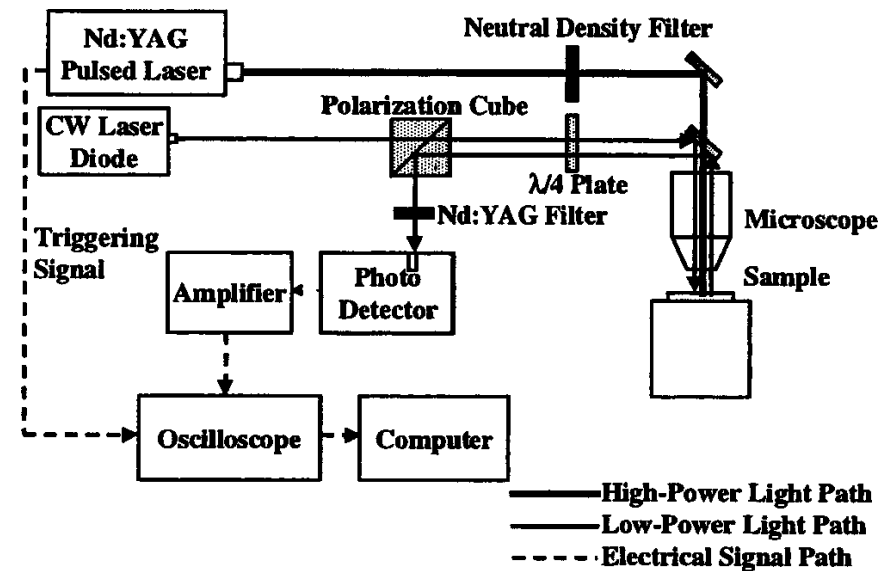 Nd:YAG
Pulsed Laser
Neutral Density Filter
Polarization Cube
CW Laser
Diode
λ/4 Plate
Nd:YAG Filter
Microscope
Triggering
Signal
Amplifier
Photo
Detector
Sample
Oscilloscope
Computer
High-Power Light Path
Low-Power Light Path
Electrical Signal Path